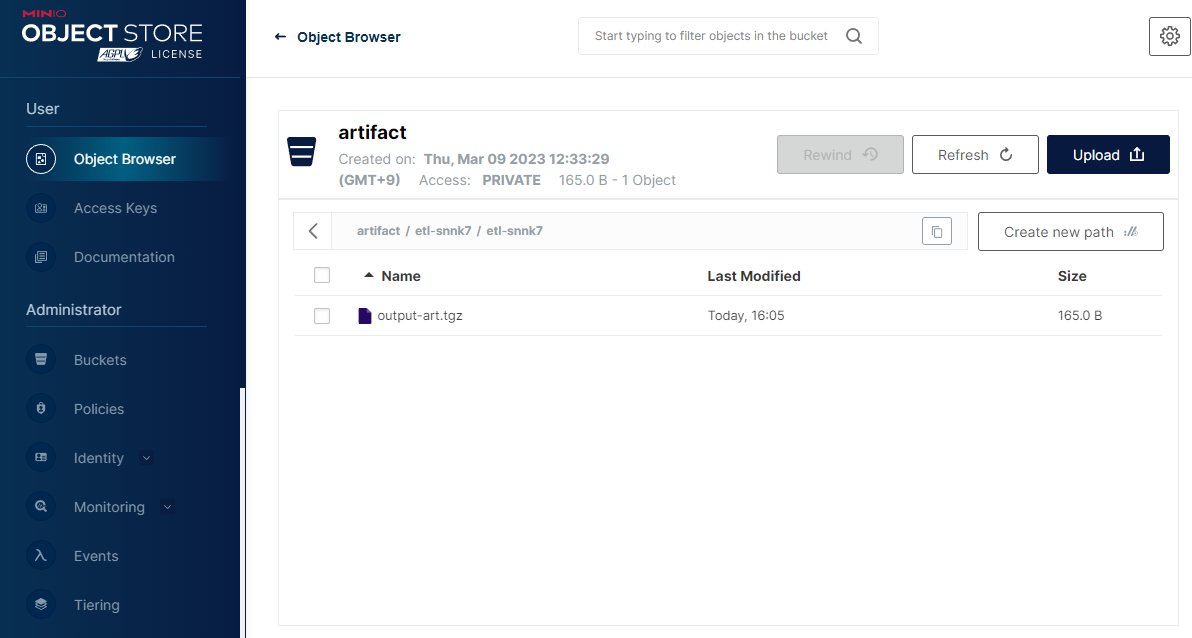 MINIO
OBJECT STORE
AGPLv3 LICENSE
User
Object Browser
Access Keys
Documentation
Administrator
Buckets
Policies
Identity
Monitoring
Events
Tiering
← Object Browser
Start typing to filter objects in the bucket
artifact
Created on: Thu, Mar 09 2023 12:33:29
(GMT+9) Access: PRIVATE 165.0 B - 1 Object
Rewind
Refresh
Upload
artifact / etl-snnk7 / etl-snnk7
Create new path
Name Last Modified Size
output-art.tgz Today, 16:05 165.0 B